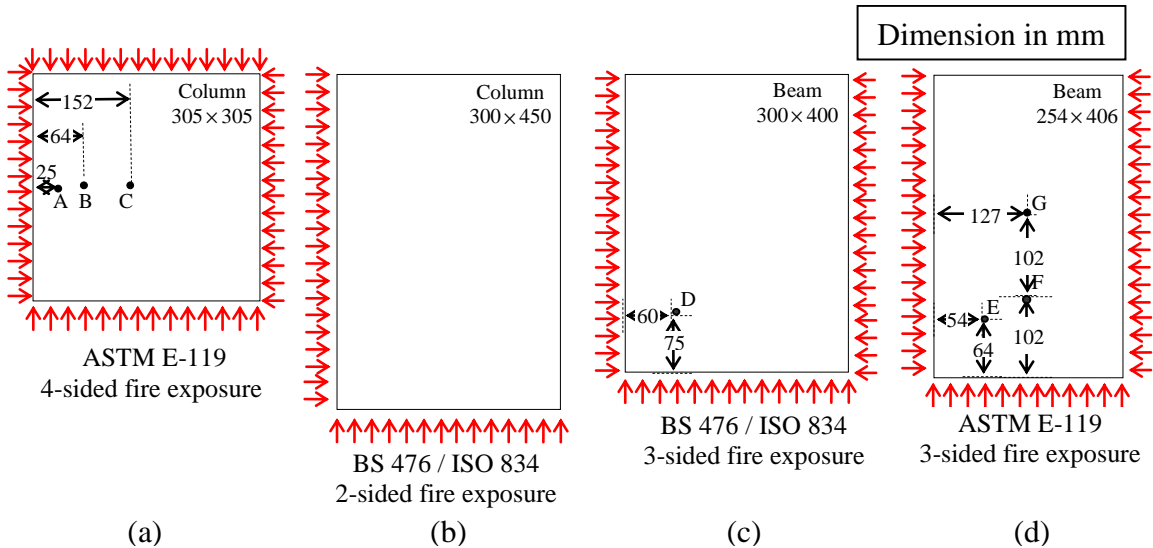 Dimension in mm
Column
305×305
152
64
25
A
B
C
ASTM E-119
4-sided fire exposure
(a)
Column
300×450
BS 476 / ISO 834
2-sided fire exposure
(b)
Beam
300×400
D
60
75
BS 476 / ISO 834
3-sided fire exposure
(c)
Beam
254×406
G
127
102
F
E
54
102
64
ASTM E-119
3-sided fire exposure
(d)